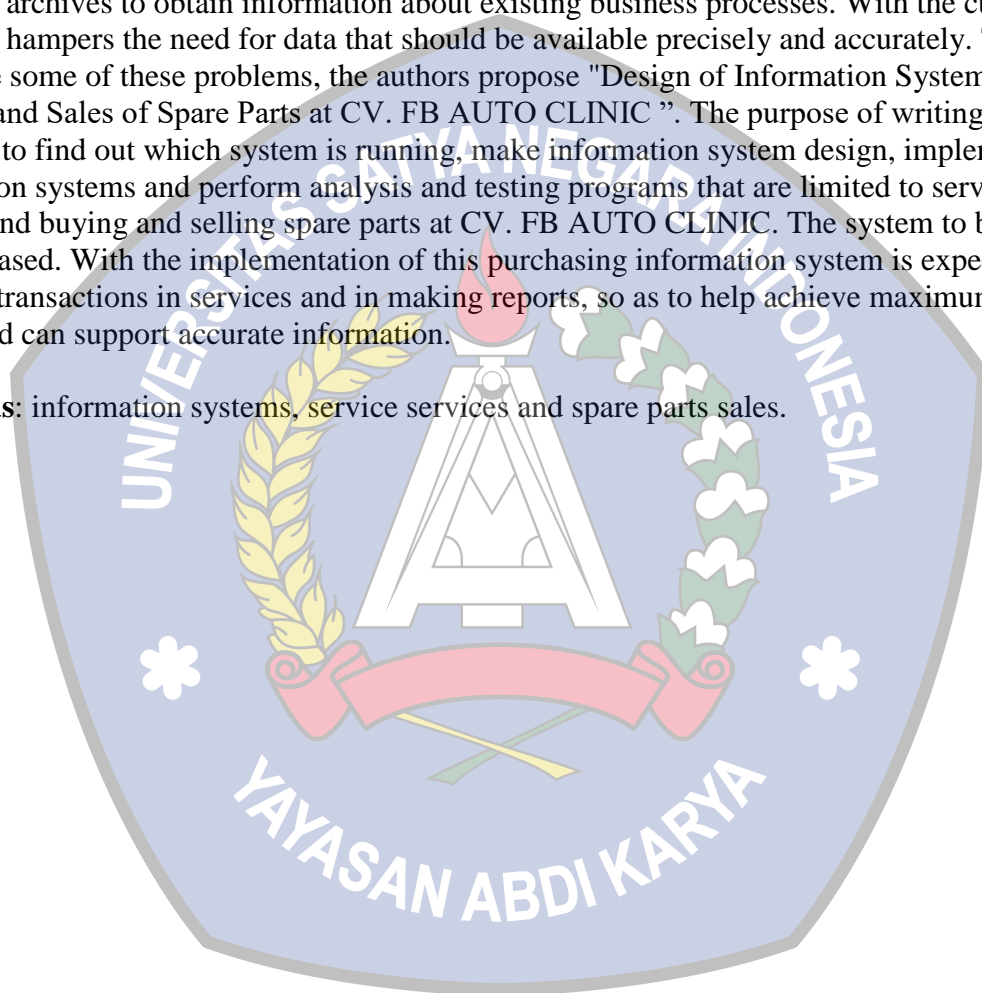 archives to obtain information about existing business processes. With the cu
hampers the need for data that should be available precisely and accurately.
some of these problems, the authors propose "Design of Information System
and Sales of Spare Parts at CV. FB AUTO CLINIC ”. The purpose of writing
to find out which system is running, make information system design, implem
on systems and perform analysis and testing programs that are limited to serv
nd buying and selling spare parts at CV. FB AUTO CLINIC. The system to b
ased. With the implementation of this purchasing information system is expe
transactions in services and in making reports, so as to help achieve maximum
d can support accurate information.
s: information systems, service services and spare parts sales.
UNIVERSITAS SATYA NEGARA INDONESIA
YAYASAN ABDI KARYA